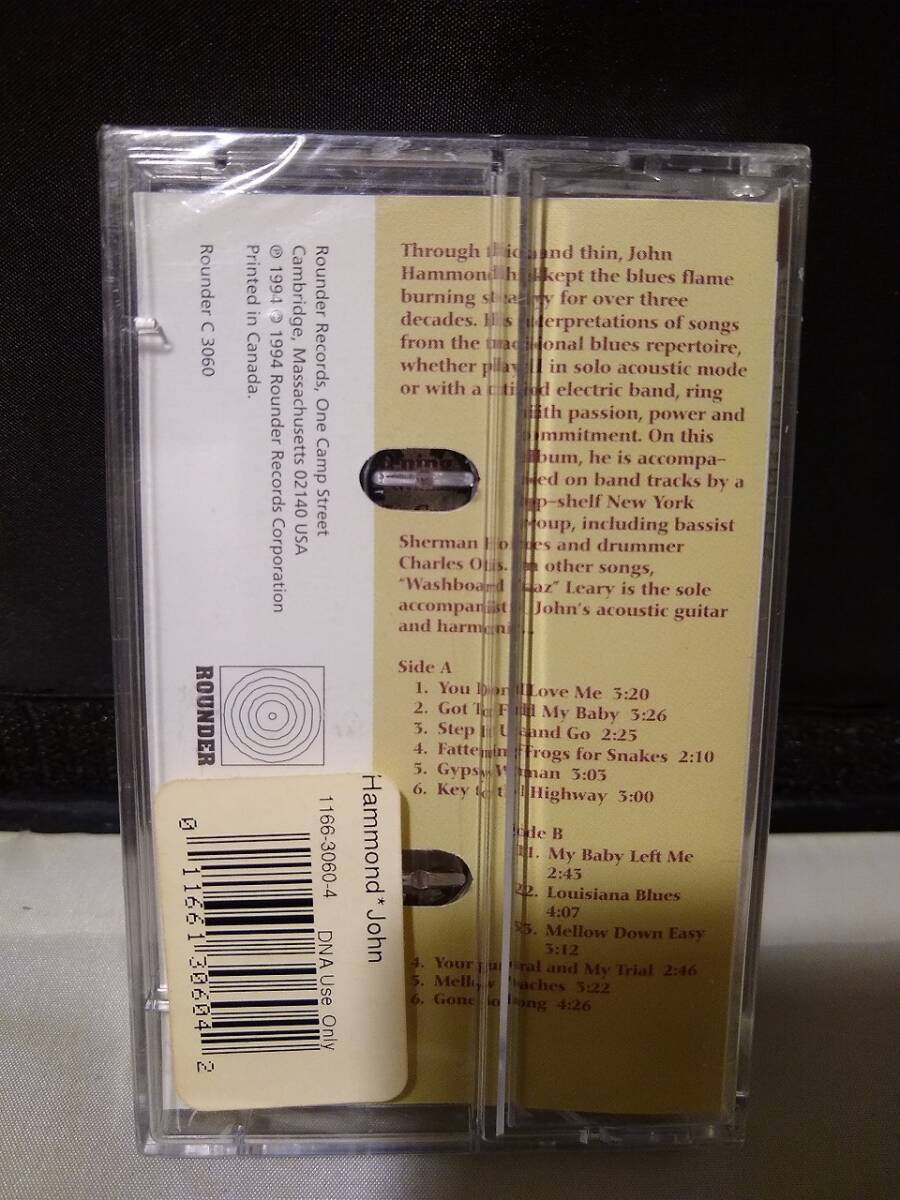 Through and thin, John
Hammond kept the blues flame
burning for over three
decades. His interpretations of songs
from the traditional blues repertoire,
whether played in solo acoustic mode
or with a electric band, ring
with passion, power and
commitment. On this
album, he is accompa-
nied on band tracks by a
top-shelf New York
group, including bassist
Sherman Holmes and drummer
Charles Otis. On other songs,
"Washboard Leary is the sole
accompanist John's acoustic guitar
and
Side A
1. You Don't Love Me 3:20
2. Got To Find My Baby 3:26
3. Step It Up and Go 2:25
4. Fattening Frogs for Snakes 2:10
5. Gypsy Woman 3:03
6. Key to the Highway 3:00
Side B
1. My Baby Left Me
2:43
2. Louisiana Blues
4:07
3. Mellow Down Easy
3:12
4. Your Funeral and My Trial 2:46
5. Mellow Peaches 3:22
6. Gone So Long 4:26
Rounder Records, One Camp Street
Cambridge, Massachusetts 02140 USA
℗ 1994 © 1994 Rounder Records Corporation
Printed in Canada.
Rounder C 3060
ROUNDER
Hammond*John
1166-3060-4 DNA Use Only
0 11661 30604 2